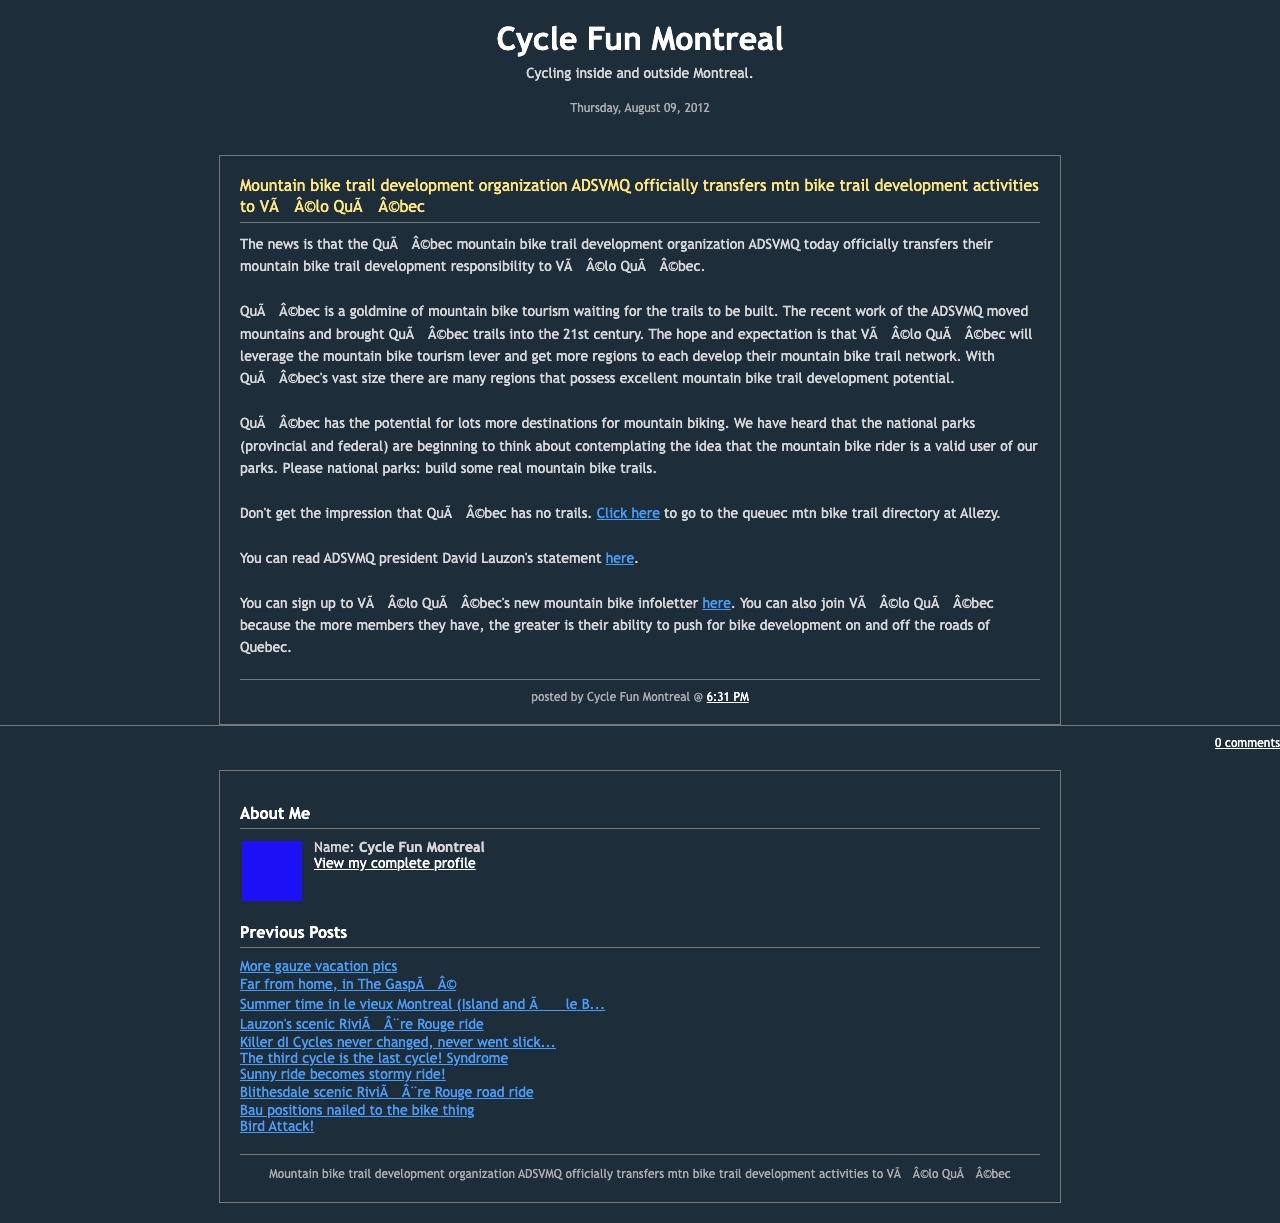 Cycle Fun Montreal
Cycling inside and outside Montreal.
Thursday, August 09, 2012
Mountain bike trail development organization ADSVMQ officially transfers mtn bike trail development activities
to VÃ Â©lo QuÃ Â©bec
The news is that the QuÃ Â©bec mountain bike trail development organization ADSVMQ today officially transfers their
mountain bike trail development responsibility to VÃ Â©lo QuÃ Â©bec.
QuÃ Â©bec is a goldmine of mountain bike tourism waiting for the trails to be built. The recent work of the ADSVMQ moved
mountains and brought QuÃ Â©bec trails into the 21st century. The hope and expectation is that VÃ Â©lo QuÃ Â©bec will
leverage the mountain bike tourism lever and get more regions to each develop their mountain bike trail network. With
QuÃ Â©bec's vast size there are many regions that possess excellent mountain bike trail development potential.
QuÃ Â©bec has the potential for lots more destinations for mountain biking. We have heard that the national parks
(provincial and federal) are beginning to think about contemplating the idea that the mountain bike rider is a valid user of our
parks. Please national parks: build some real mountain bike trails.
Don't get the impression that QuÃ Â©bec has no trails. Click here to go to the queuec mtn bike trail directory at Allezy.
You can read ADSVMQ president David Lauzon's statement here.
You can sign up to VÃ Â©lo QuÃ Â©bec's new mountain bike infoletter here. You can also join VÃ Â©lo QuÃ Â©bec
because the more members they have, the greater is their ability to push for bike development on and off the roads of
Quebec.
posted by Cycle Fun Montreal @ 6:31 PM
0 comments
About Me
Name: Cycle Fun Montreal
View my complete profile
Previous Posts
More gauze vacation pics
Far from home, in The GaspÃ Â©
Summer time in le vieux Montreal (Island and Ã le B...
Lauzon's scenic RiviÃ Â¨re Rouge ride
Killer dI Cycles never changed, never went slick...
The third cycle is the last cycle! Syndrome
Sunny ride becomes stormy ride!
Blithesdale scenic RiviÃ Â¨re Rouge road ride
Bau positions nailed to the bike thing
Bird Attack!
Mountain bike trail development organization ADSVMQ officially transfers mtn bike trail development activities to VÃ Â©lo QuÃ Â©bec